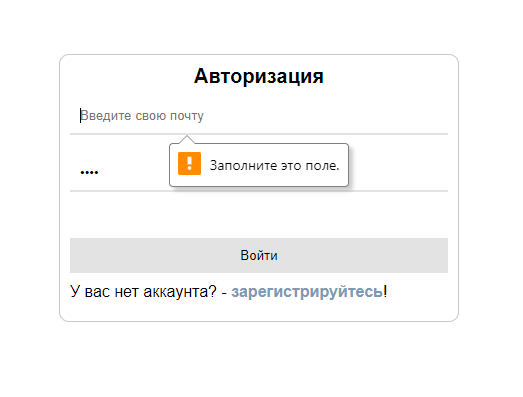 Авторизация
Введите свою почту
Заполните это поле.
••••
Войти
У вас нет аккаунта? - зарегистрируйтесь!